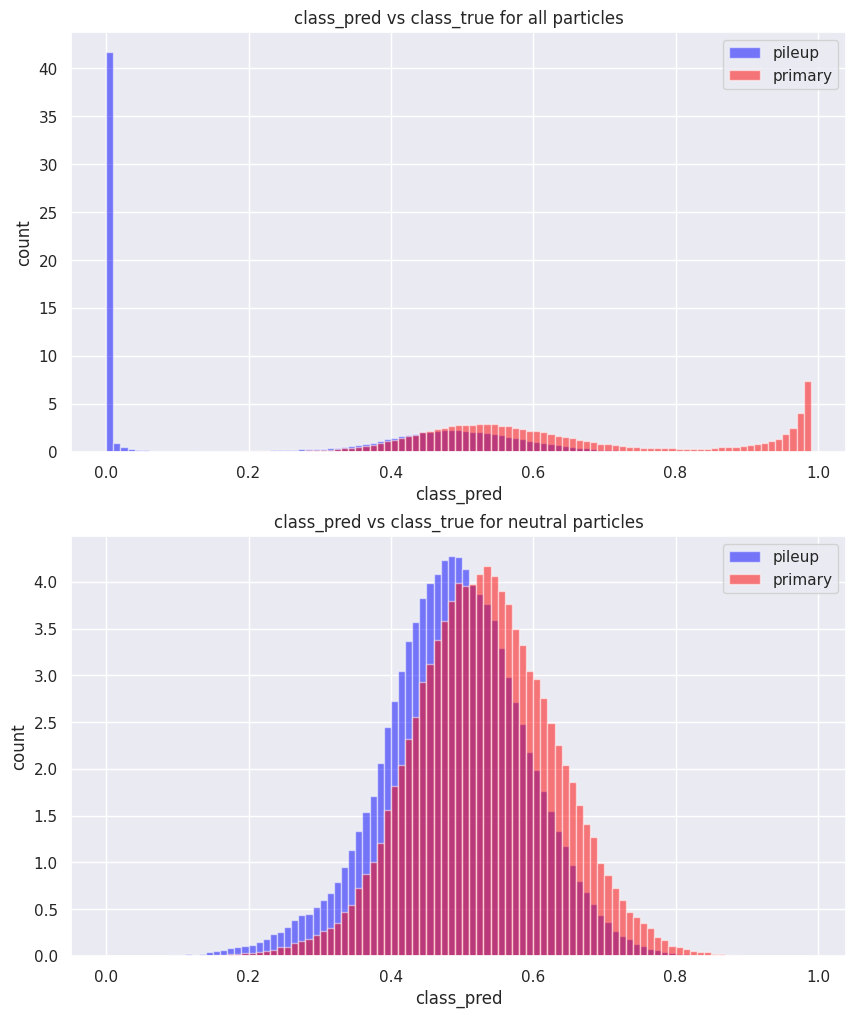 class_pred vs class_true for all particles
pileup
primary
40
35
30
25
20
15
10
5
0
count
0.0 0.2 0.4 0.6 0.8 1.0
class_pred
class_pred vs class_true for neutral particles
pileup
primary
4.0
3.5
3.0
2.5
2.0
1.5
1.0
0.5
0.0
count
0.0 0.2 0.4 0.6 0.8 1.0
class_pred